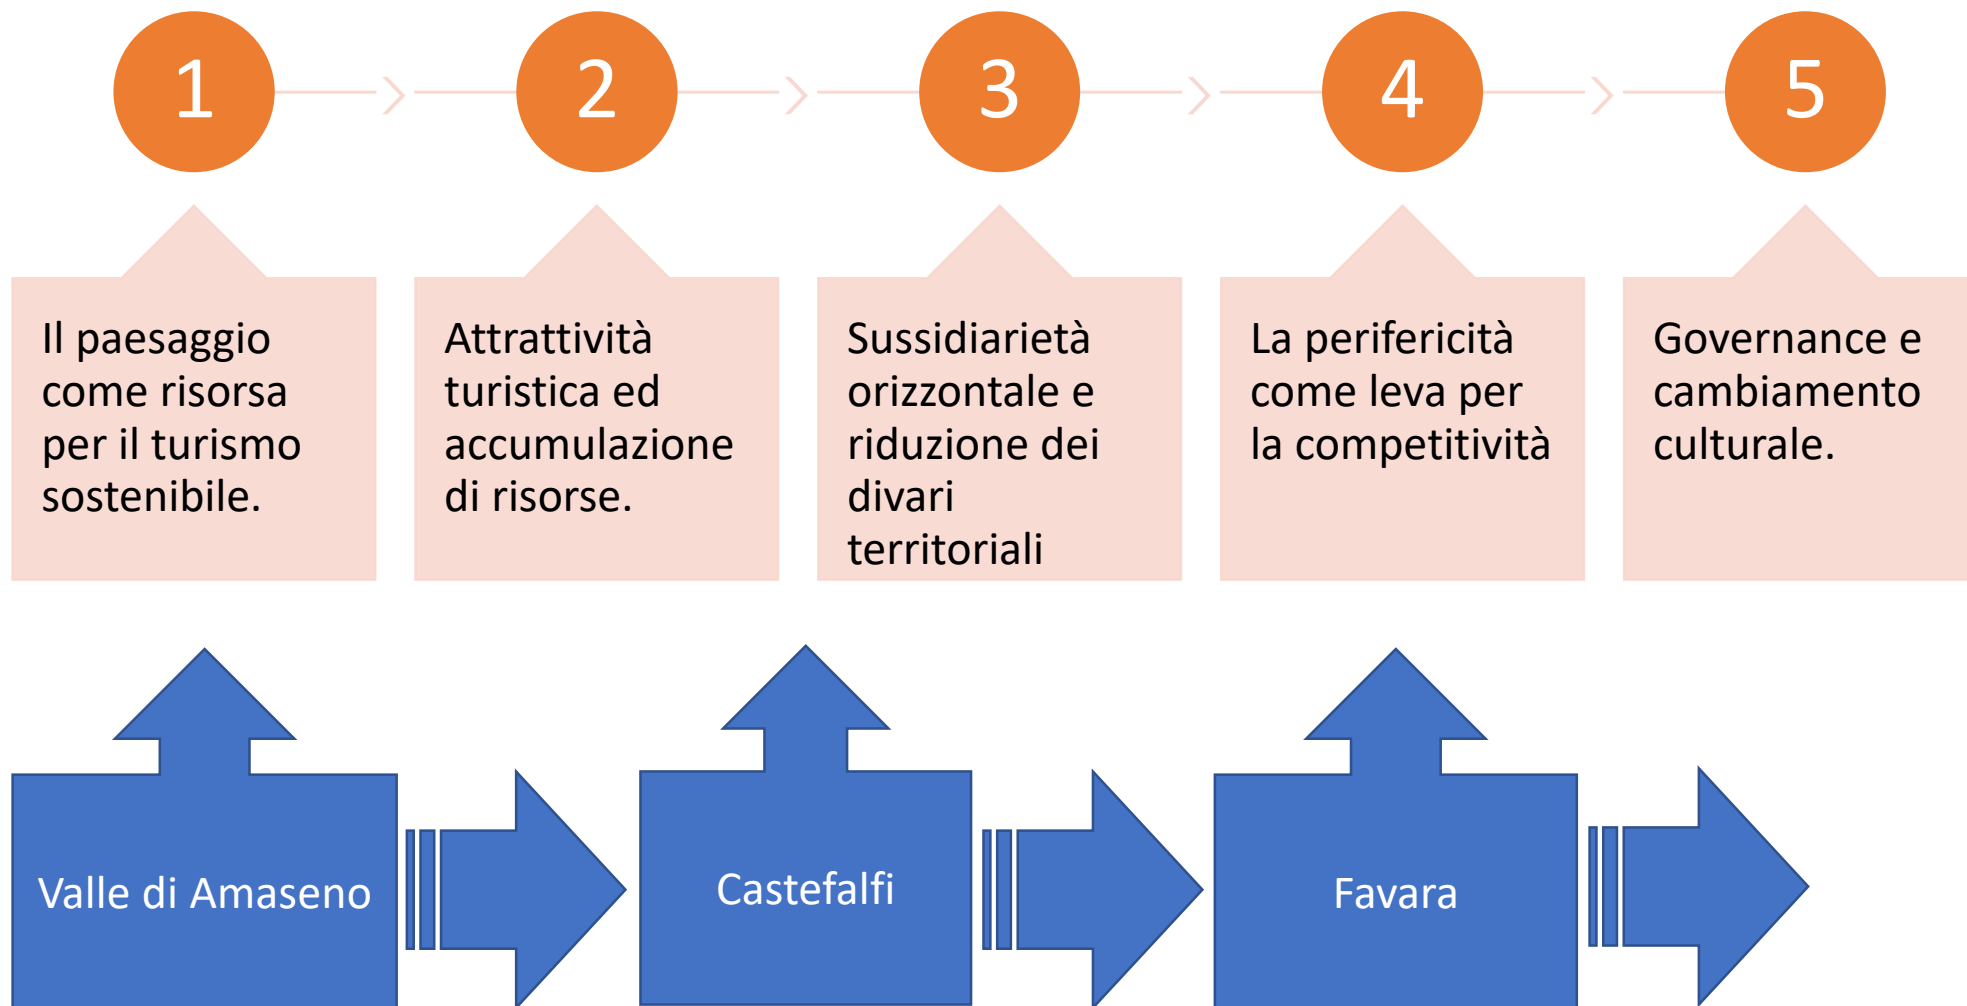 1
2
3
4
5
Il paesaggio
come risorsa
per il turismo
sostenibile.
Attrattività
turistica ed
accumulazione
di risorse.
Sussidiarietà
orizzontale e
riduzione dei
divari
territoriali
La perifericità
come leva per
la competitività
Governance e
cambiamento
culturale.
Valle di Amaseno
Castefalfi
Favara